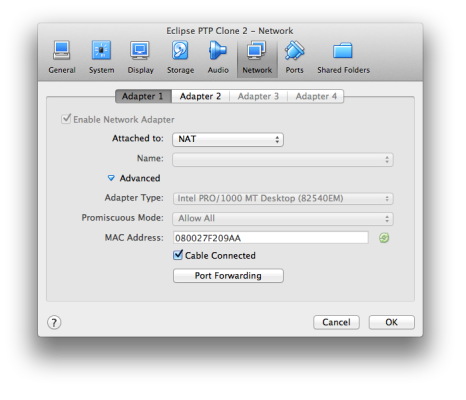 Eclipse PTP Clone 2 – Network
General System Display Storage Audio Network Ports Shared Folders
Adapter 1 Adapter 2 Adapter 3 Adapter 4
Enable Network Adapter
Attached to: NAT
Name:
Advanced
Adapter Type: Intel PRO/1000 MT Desktop (82540EM)
Promiscuous Mode: Allow All
MAC Address: 080027F209AA
Cable Connected
Port Forwarding
? Cancel OK